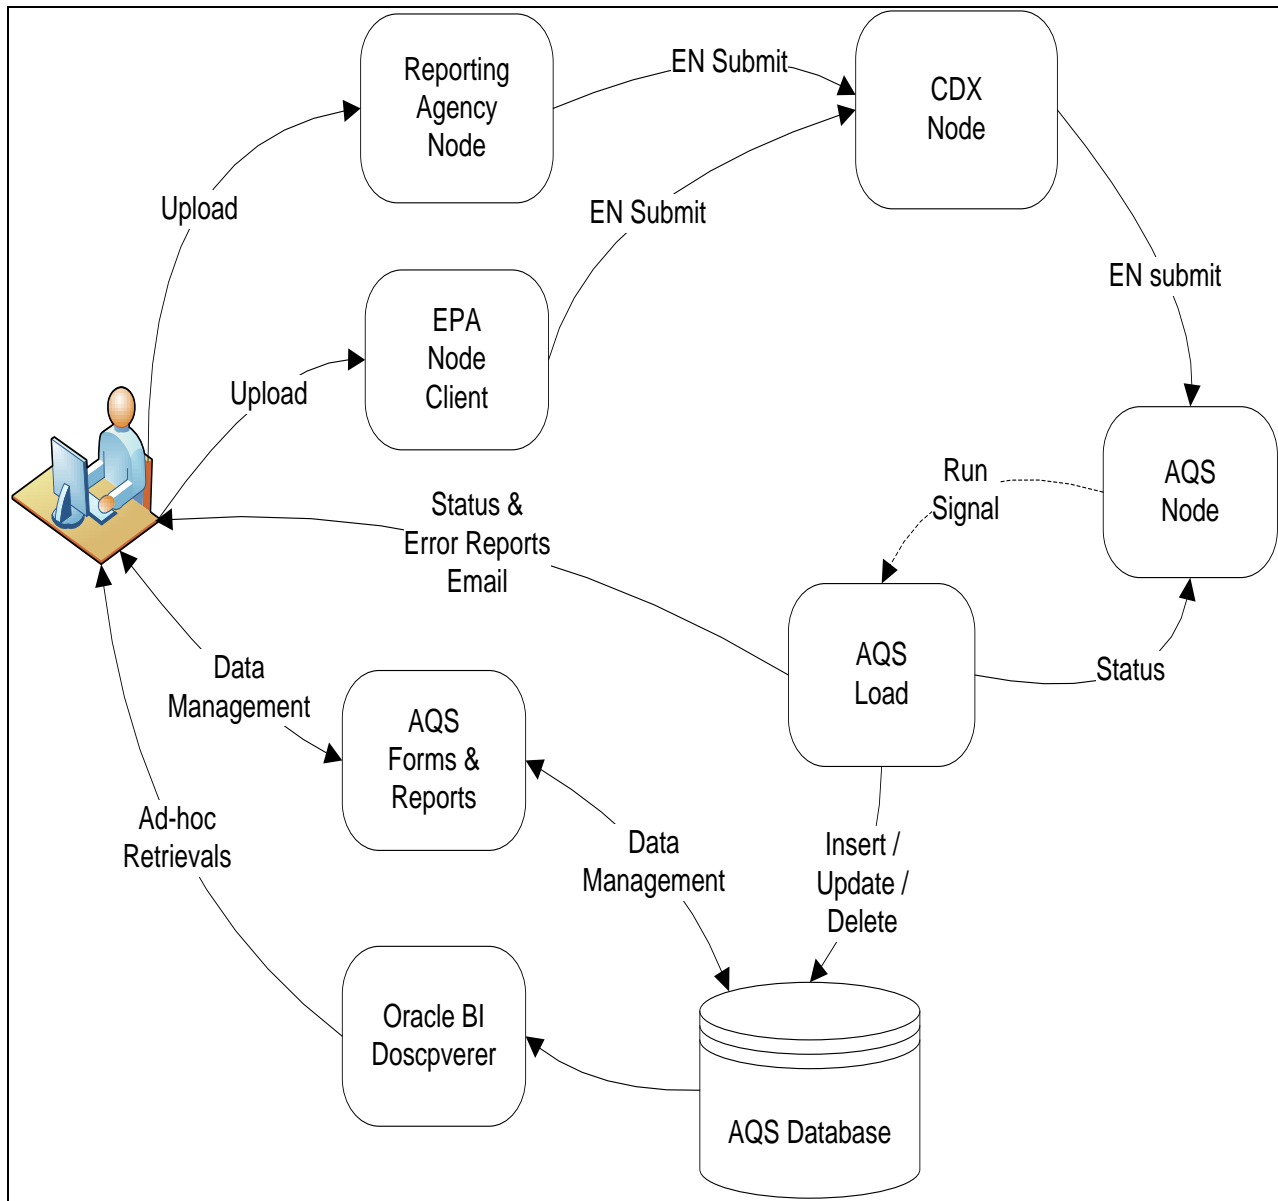 Reporting
Agency
Node
EN Submit
CDX
Node
Upload
EN Submit
EN submit
EPA
Node
Client
Upload
Run
Signal
AQS
Node
Status &
Error Reports
Email
AQS
Load
Status
Data
Management
AQS
Forms &
Reports
Ad-hoc
Retrievals
Data
Management
Insert /
Update /
Delete
Oracle BI
Doscpverer
AQS Database